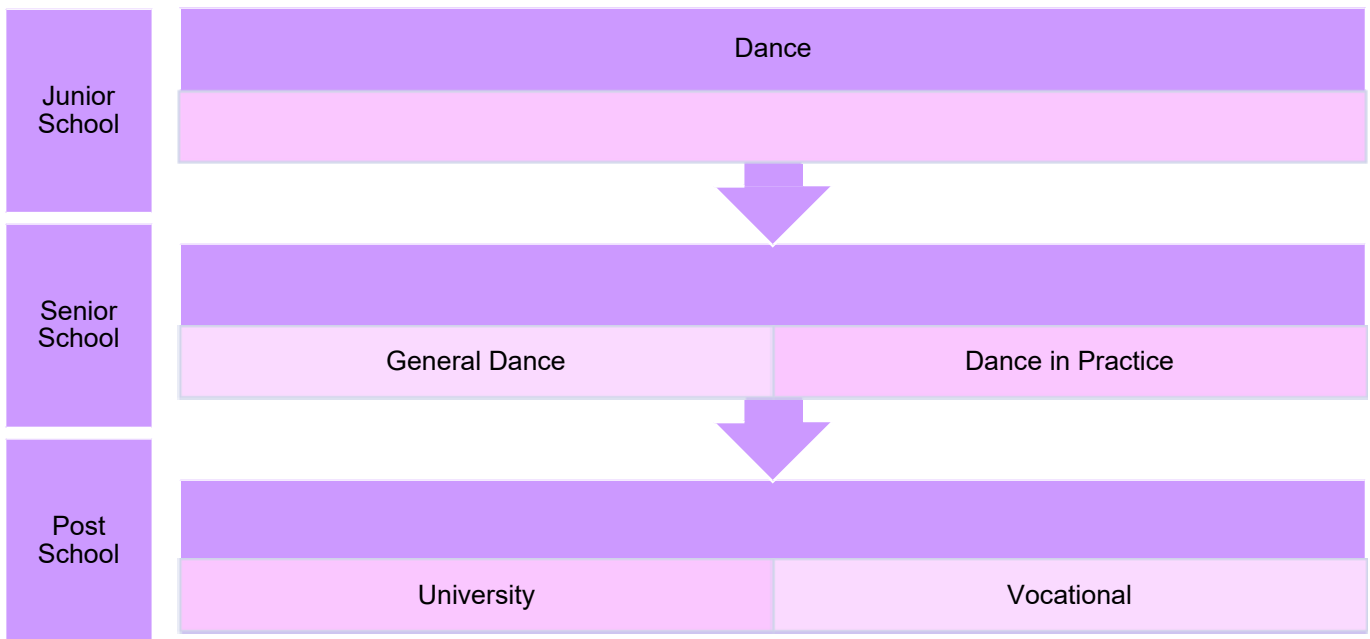 Junior
School
Dance
Senior
School
General Dance
Dance in Practice
Post
School
University
Vocational